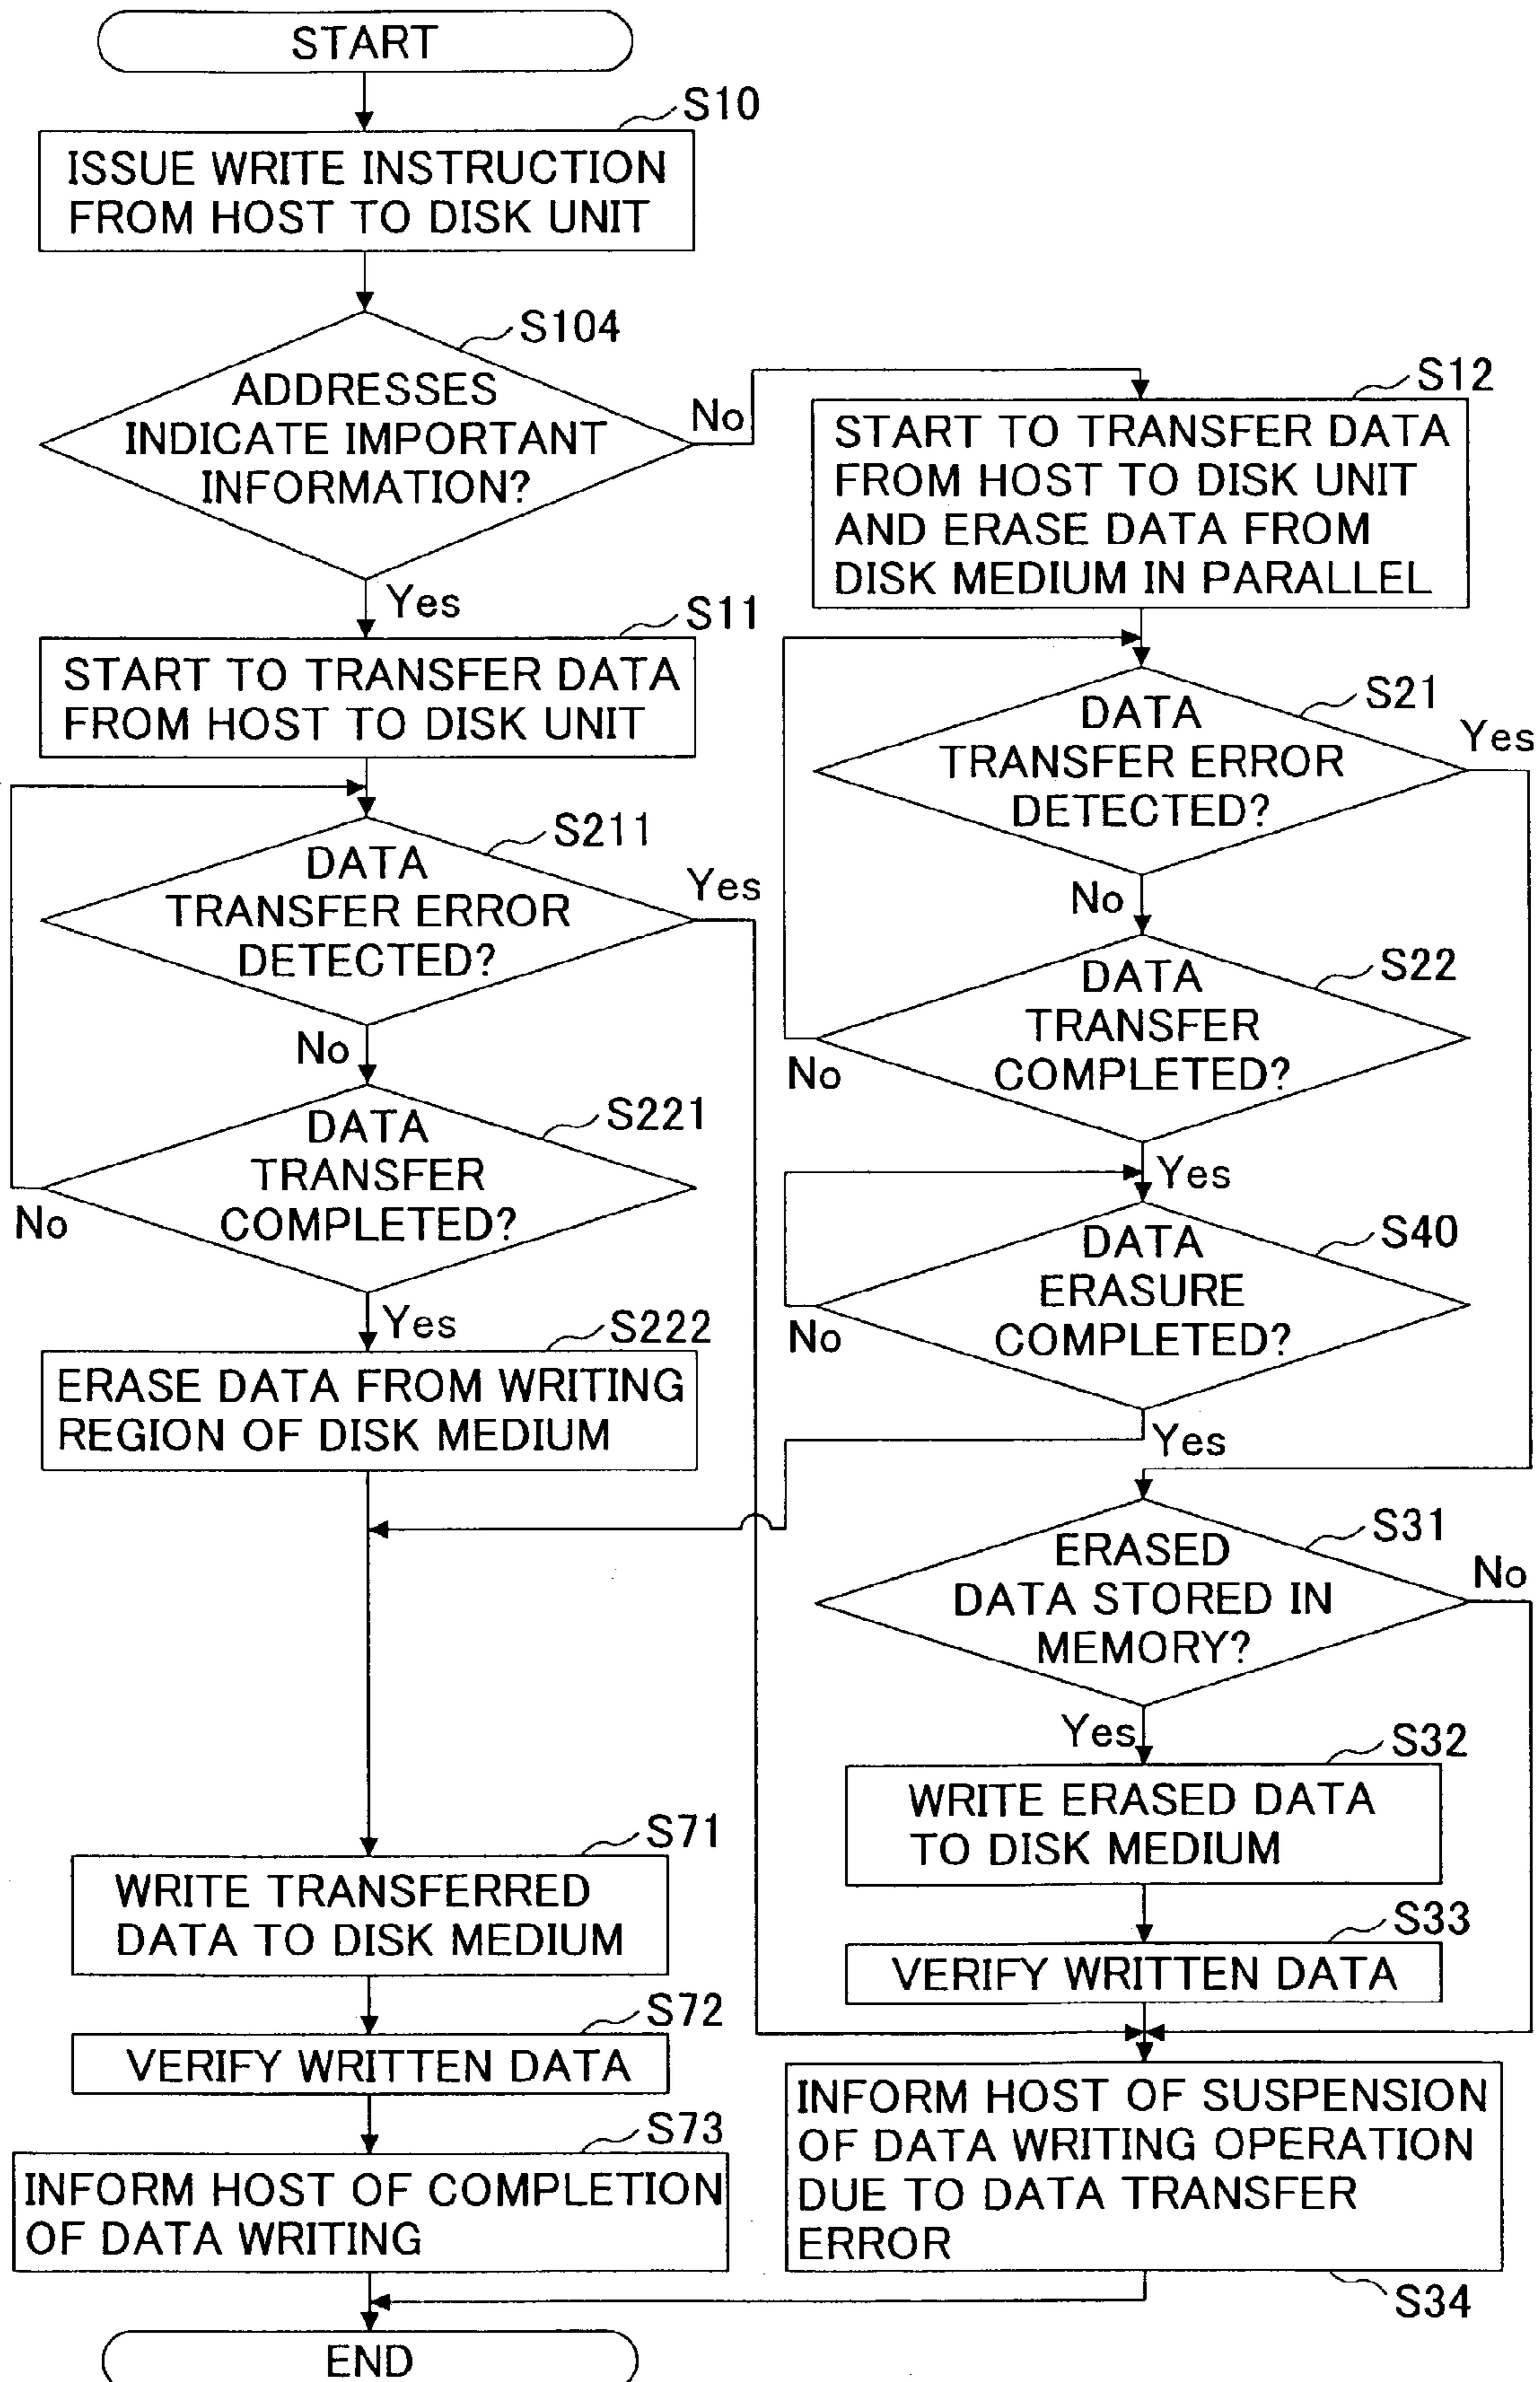 START
S10
ISSUE WRITE INSTRUCTION
FROM HOST TO DISK UNIT
S104
ADDRESSES
INDICATE IMPORTANT
INFORMATION?
No
Yes
S12
START TO TRANSFER DATA
FROM HOST TO DISK UNIT
AND ERASE DATA FROM
DISK MEDIUM IN PARALLEL
S11
START TO TRANSFER DATA
FROM HOST TO DISK UNIT
S21
DATA
TRANSFER ERROR
DETECTED?
Yes
No
S211
DATA
TRANSFER ERROR
DETECTED?
Yes
No
S22
DATA
TRANSFER
COMPLETED?
No
Yes
S221
DATA
TRANSFER
COMPLETED?
No
Yes
S40
DATA
ERASURE
COMPLETED?
No
Yes
S222
ERASE DATA FROM WRITING
REGION OF DISK MEDIUM
S31
ERASED
DATA STORED IN
MEMORY?
No
Yes
S32
WRITE ERASED DATA
TO DISK MEDIUM
S33
VERIFY WRITTEN DATA
S71
WRITE TRANSFERRED
DATA TO DISK MEDIUM
S72
VERIFY WRITTEN DATA
S73
INFORM HOST OF COMPLETION
OF DATA WRITING
INFORM HOST OF SUSPENSION
OF DATA WRITING OPERATION
DUE TO DATA TRANSFER
ERROR
S34
END